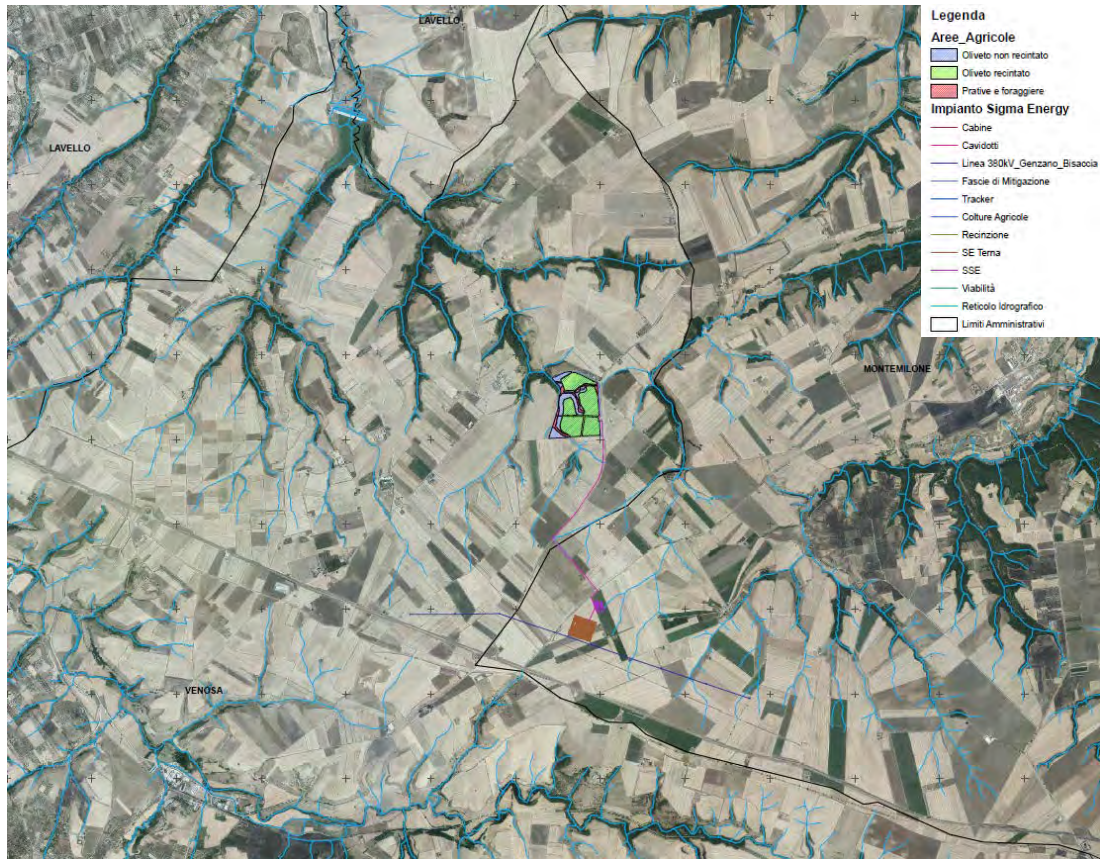 LAVELLO
LAVELLO
MONTEMILONE
VENOSA
Legenda
Aree_Agricole
Oliveto non recintato
Oliveto recintato
Prative e foraggiere
Impianto Sigma Energy
Cabine
Cavidotti
Linea 380kV_Genzano_Bisaccia
Fascie di Mitigazione
Tracker
Colture Agricole
Recinzione
SE Terna
SSE
Viabilità
Reticolo Idrografico
Limiti Amministrativi